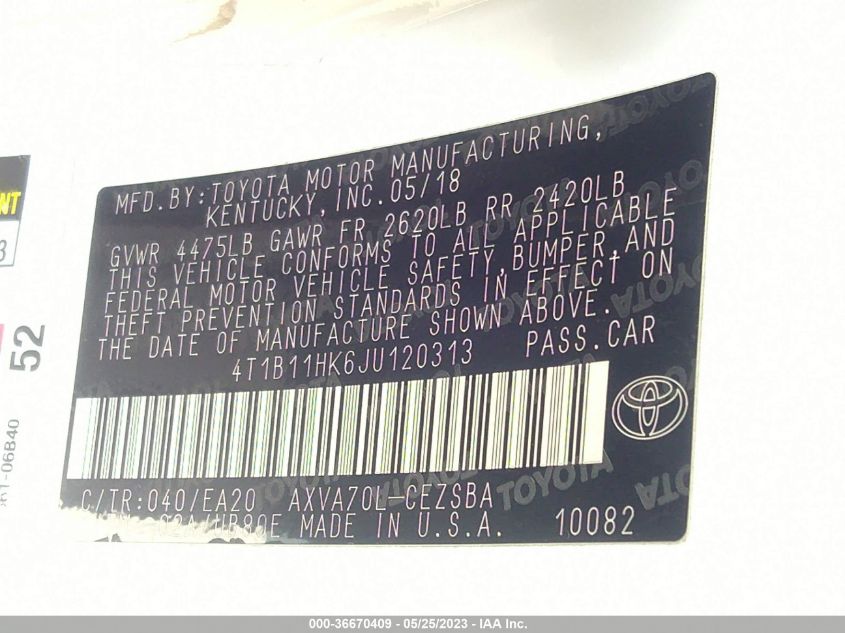 MFD.BY:TOYOTA MOTOR MANUFACTURING,
KENTUCKY, INC. 05/18
GVWR 4475LB GAWR FR 2620LB RR 2420LB
THIS VEHICLE CONFORMS TO ALL APPLICABLE
FEDERAL MOTOR VEHICLE SAFETY, BUMPER, AND
THEFT PREVENTION STANDARDS IN EFFECT ON
THE DATE OF MANUFACTURE SHOWN ABOVE.
4T1B11HK6JU120313 PASS.CAR
C/TR:040/EA20 AXVA70L-CEZSBA
UB80E MADE IN U.S.A. 10082
TOYOTA
52
06B40
000-36670409 - 05/25/2023 - IAA Inc.